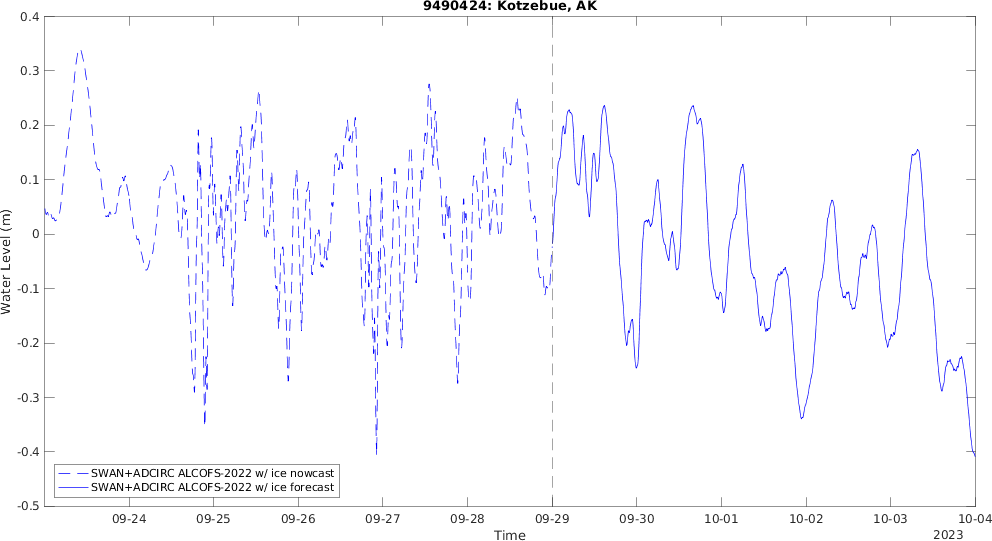 9490424: Kotzebue, AK
0.4
0.3
0.2
0.1
0
-0.1
-0.2
-0.3
-0.4
-0.5
Water Level (m)
SWAN+ADCIRC ALCOFS-2022 w/ ice nowcast
SWAN+ADCIRC ALCOFS-2022 w/ ice forecast
09-24 09-25 09-26 09-27 09-28 09-29 09-30 10-01 10-02 10-03 10-04
Time
2023